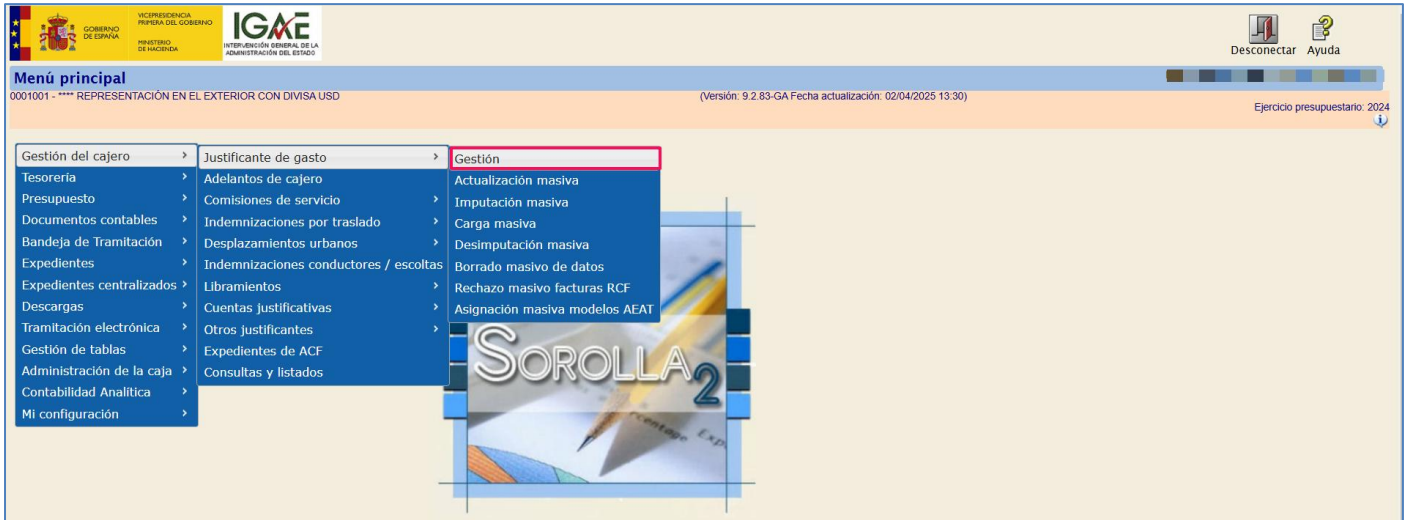 GOBIERNO
DE ESPAÑA
VICEPRESIDENCIA
PRIMERA DEL GOBIERNO
MINISTERIO
DE HACIENDA
IGAE
INTERVENCIÓN GENERAL DE LA
ADMINISTRACIÓN DEL ESTADO
Desconectar Ayuda
Menú principal
0001001 - **** REPRESENTACIÓN EN EL EXTERIOR CON DIVISA USD
(Versión: 9.2.83-GA Fecha actualización: 02/04/2025 13:30)
Ejercicio presupuestario: 2024
Gestión del cajero
Tesorería
Presupuesto
Documentos contables
Bandeja de Tramitación
Expedientes
Expedientes centralizados
Descargas
Tramitación electrónica
Gestión de tablas
Administración de la caja
Contabilidad Analítica
Mi configuración
Justificante de gasto
Adelantos de cajero
Comisiones de servicio
Indemnizaciones por traslado
Desplazamientos urbanos
Indemnizaciones conductores / escoltas
Libramientos
Cuentas justificativas
Otros justificantes
Expedientes de ACF
Consultas y listados
Gestión
Actualización masiva
Imputación masiva
Carga masiva
Desimputación masiva
Borrado masivo de datos
Rechazo masivo facturas RCF
Asignación masiva modelos AEAT
SOROLLA2